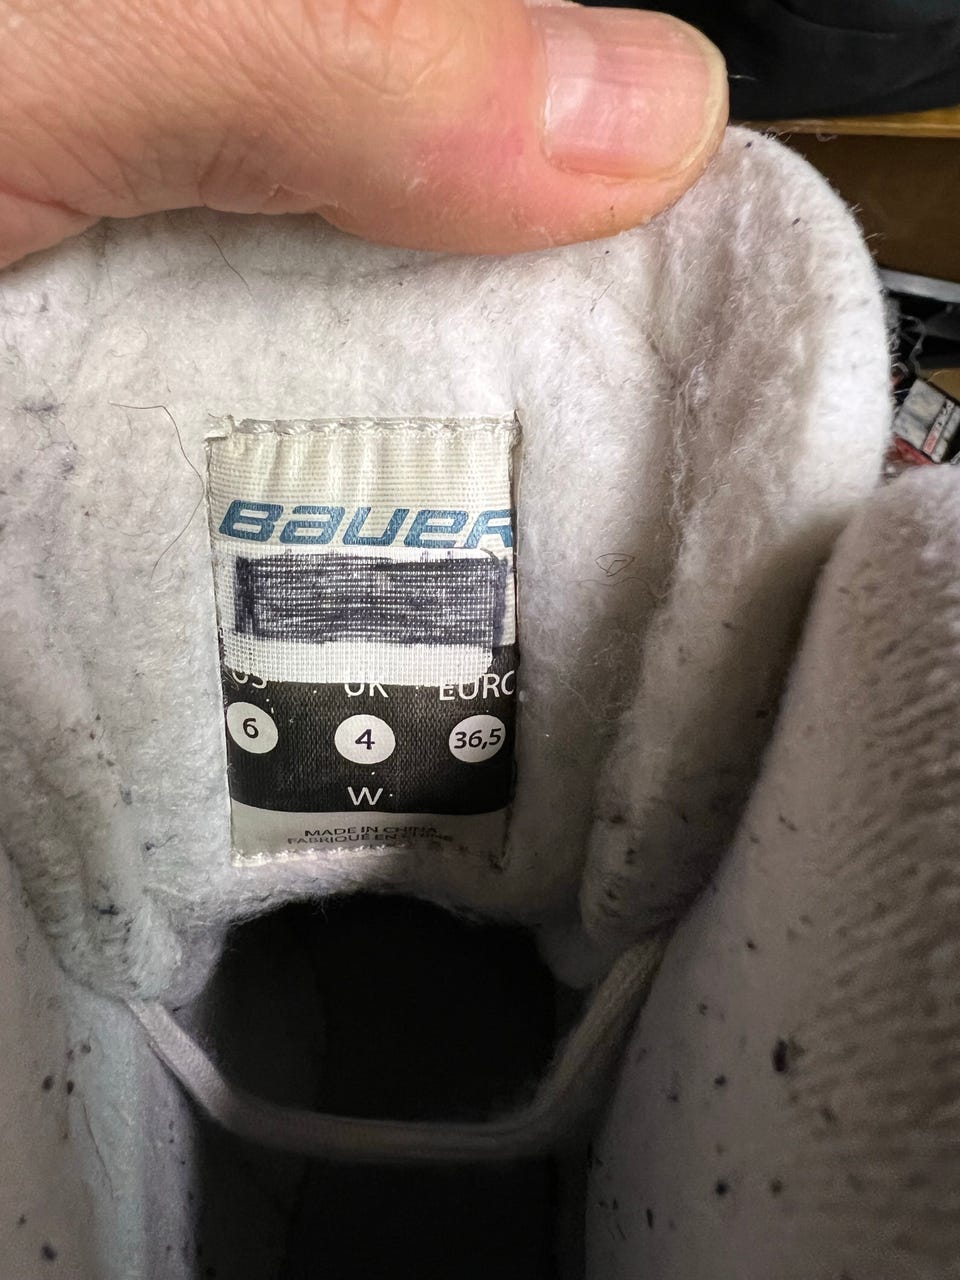 BAUER
US UK EURO
6 4 36,5
W
MADE IN CHINA
FABRIQUÉ EN CHINE